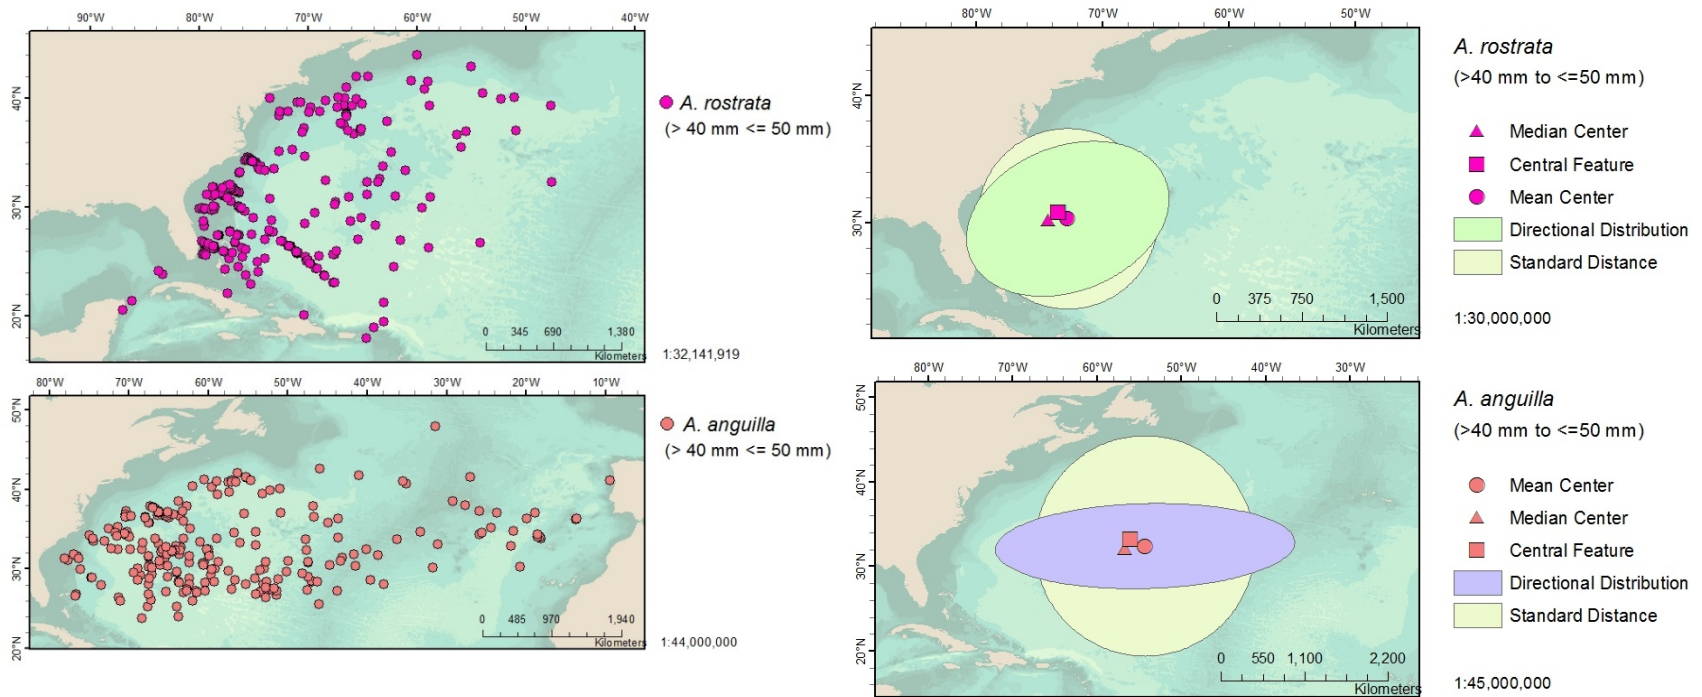 90°W 80°W 70°W 60°W 50°W 40°W
40°N
30°N
20°N
0 345 690 1,380
Kilometers
1:32,141,919
A. rostrata
(> 40 mm <= 50 mm)
80°W 70°W 60°W 50°W
40°N
30°N
0 375 750 1,500
Kilometers
A. rostrata
(>40 mm to <=50 mm)
Median Center
Central Feature
Mean Center
Directional Distribution
Standard Distance
1:30,000,000
80°W 70°W 60°W 50°W 40°W 30°W 20°W 10°W
50°N
40°N
30°N
20°N
0 485 970 1,940
Kilometers
1:44,000,000
A. anguilla
(> 40 mm <= 50 mm)
80°W 70°W 60°W 50°W 40°W 30°W
50°N
40°N
30°N
20°N
0 550 1,100 2,200
Kilometers
A. anguilla
(>40 mm to <=50 mm)
Mean Center
Median Center
Central Feature
Directional Distribution
Standard Distance
1:45,000,000